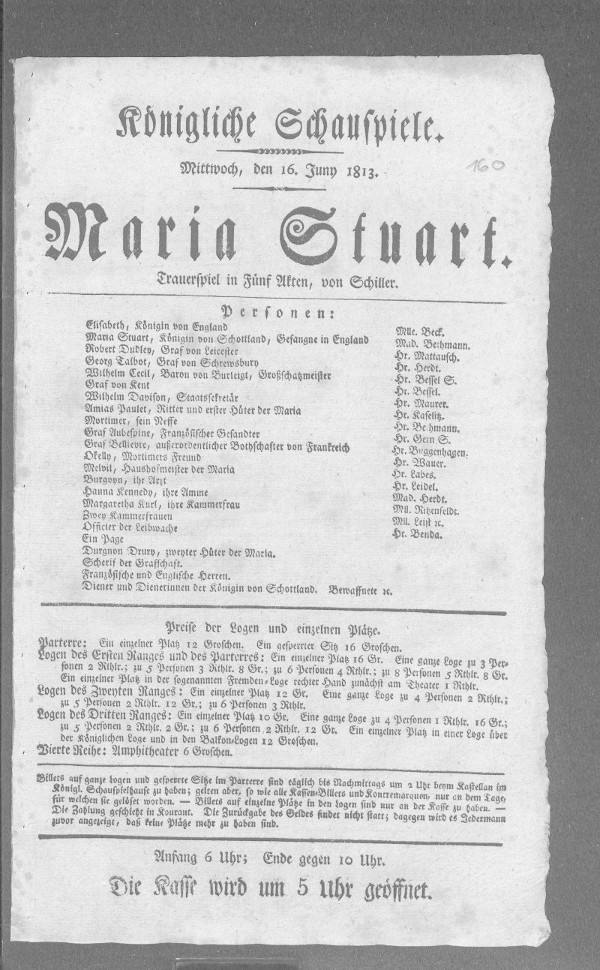 Königliche Schauspiele.
160
Mittwoch, den 16. Juny 1813.
Maria Stuart.
Trauerspiel in Fünf Akten, von Schiller.
Personen:
Elisabeth, Königin von England
Mlle. Beck.
Maria Stuart, Königin von Schottland, Gefangne in England
Mad. Bethmann.
Robert Dudley, Graf von Leicester
Hr. Mattausch.
Georg Talbot, Graf von Schrewsbury
Hr. Herdt.
Wilhelm Cecil, Baron von Burleigh, Großschatzmeister
Hr. Bessel S.
Graf von Kent
Hr. Bessel.
Wilhelm Davison, Staatssekretär
Hr. Maurer.
Amias Paulet, Ritter und erster Hüter der Maria
Hr. Kaselitz.
Mortimer, sein Neffe
Hr. Bethmann.
Graf Aubespine, Französischer Gesandter
Hr. Gern S.
Graf Bellievre, außerordentlicher Bothschafter von Frankreich
Hr. Buggenhagen.
Okelly, Mortimers Freund
Hr. Wauer.
Melvil, Haushofmeister der Maria
Hr. Labes.
Burgoyn, ihr Arzt
Hr. Leidel.
Hanna Kennedy, ihre Amme
Mad. Herdt.
Margaretha Kurl, ihre Kammerfrau
Mll. Ritzenfeldt.
Zwey Kammerfrauen
Mll. Leist ꝛc.
Officier der Leibwache
Hr. Benda.
Ein Page
Durgnon Drury, zweyter Hüter der Maria.
Scherif der Grafschaft.
Französische und Englische Herren.
Diener und Dienerinnen der Königin von Schottland. Bewaffnete ꝛc.
Preise der Logen und einzelnen Plätze.
Parterre: Ein einzelner Platz 12 Groschen. Ein gesperrter Sitz 16 Groschen.
Logen des Ersten Ranges und des Parterres: Ein einzelner Platz 16 Gr. Eine ganze Loge zu 3 Per-
sonen 2 Rthlr.; zu 5 Personen 3 Rthlr. 8 Gr.; zu 6 Personen 4 Rthlr.; zu 8 Personen 5 Rthlr. 8 Gr.
Ein einzelner Platz in der sogenannten Fremden-Loge rechter Hand zunächst am Theater 1 Rthlr.
Logen des Zweyten Ranges: Ein einzelner Platz 12 Gr. Eine ganze Loge zu 4 Personen 2 Rthlr.;
zu 5 Personen 2 Rthlr. 12 Gr.; zu 6 Personen 3 Rthlr.
Logen des Dritten Ranges: Ein einzelner Platz 10 Gr. Eine ganze Loge zu 4 Personen 1 Rthlr. 16 Gr.;
zu 5 Personen 2 Rthlr. 2 Gr.; zu 6 Personen 2 Rthlr. 12 Gr. Ein einzelner Platz in einer Loge über
der Königlichen Loge und in den Balkon-Logen 12 Groschen.
Vierte Reihe: Amphitheater 6 Groschen.
Billets auf ganze Logen und gesperrte Sitze im Parterre sind täglich bis Nachmittags um 2 Uhr beym Kastellan im
Königl. Schauspielhause zu haben; gelten aber, so wie alle Kassen-Billets und Kontremarquen, nur an dem Tage,
für welchen sie gelöset worden. — Billets auf einzelne Plätze in den Logen sind nur an der Kasse zu haben. —
Die Zahlung geschieht in Kourant. Die Zurückgabe des Geldes findet nicht statt; dagegen wird es Jedermann
zuvor angezeigt, daß keine Plätze mehr zu haben sind.
Anfang 6 Uhr; Ende gegen 10 Uhr.
Die Kasse wird um 5 Uhr geöffnet.